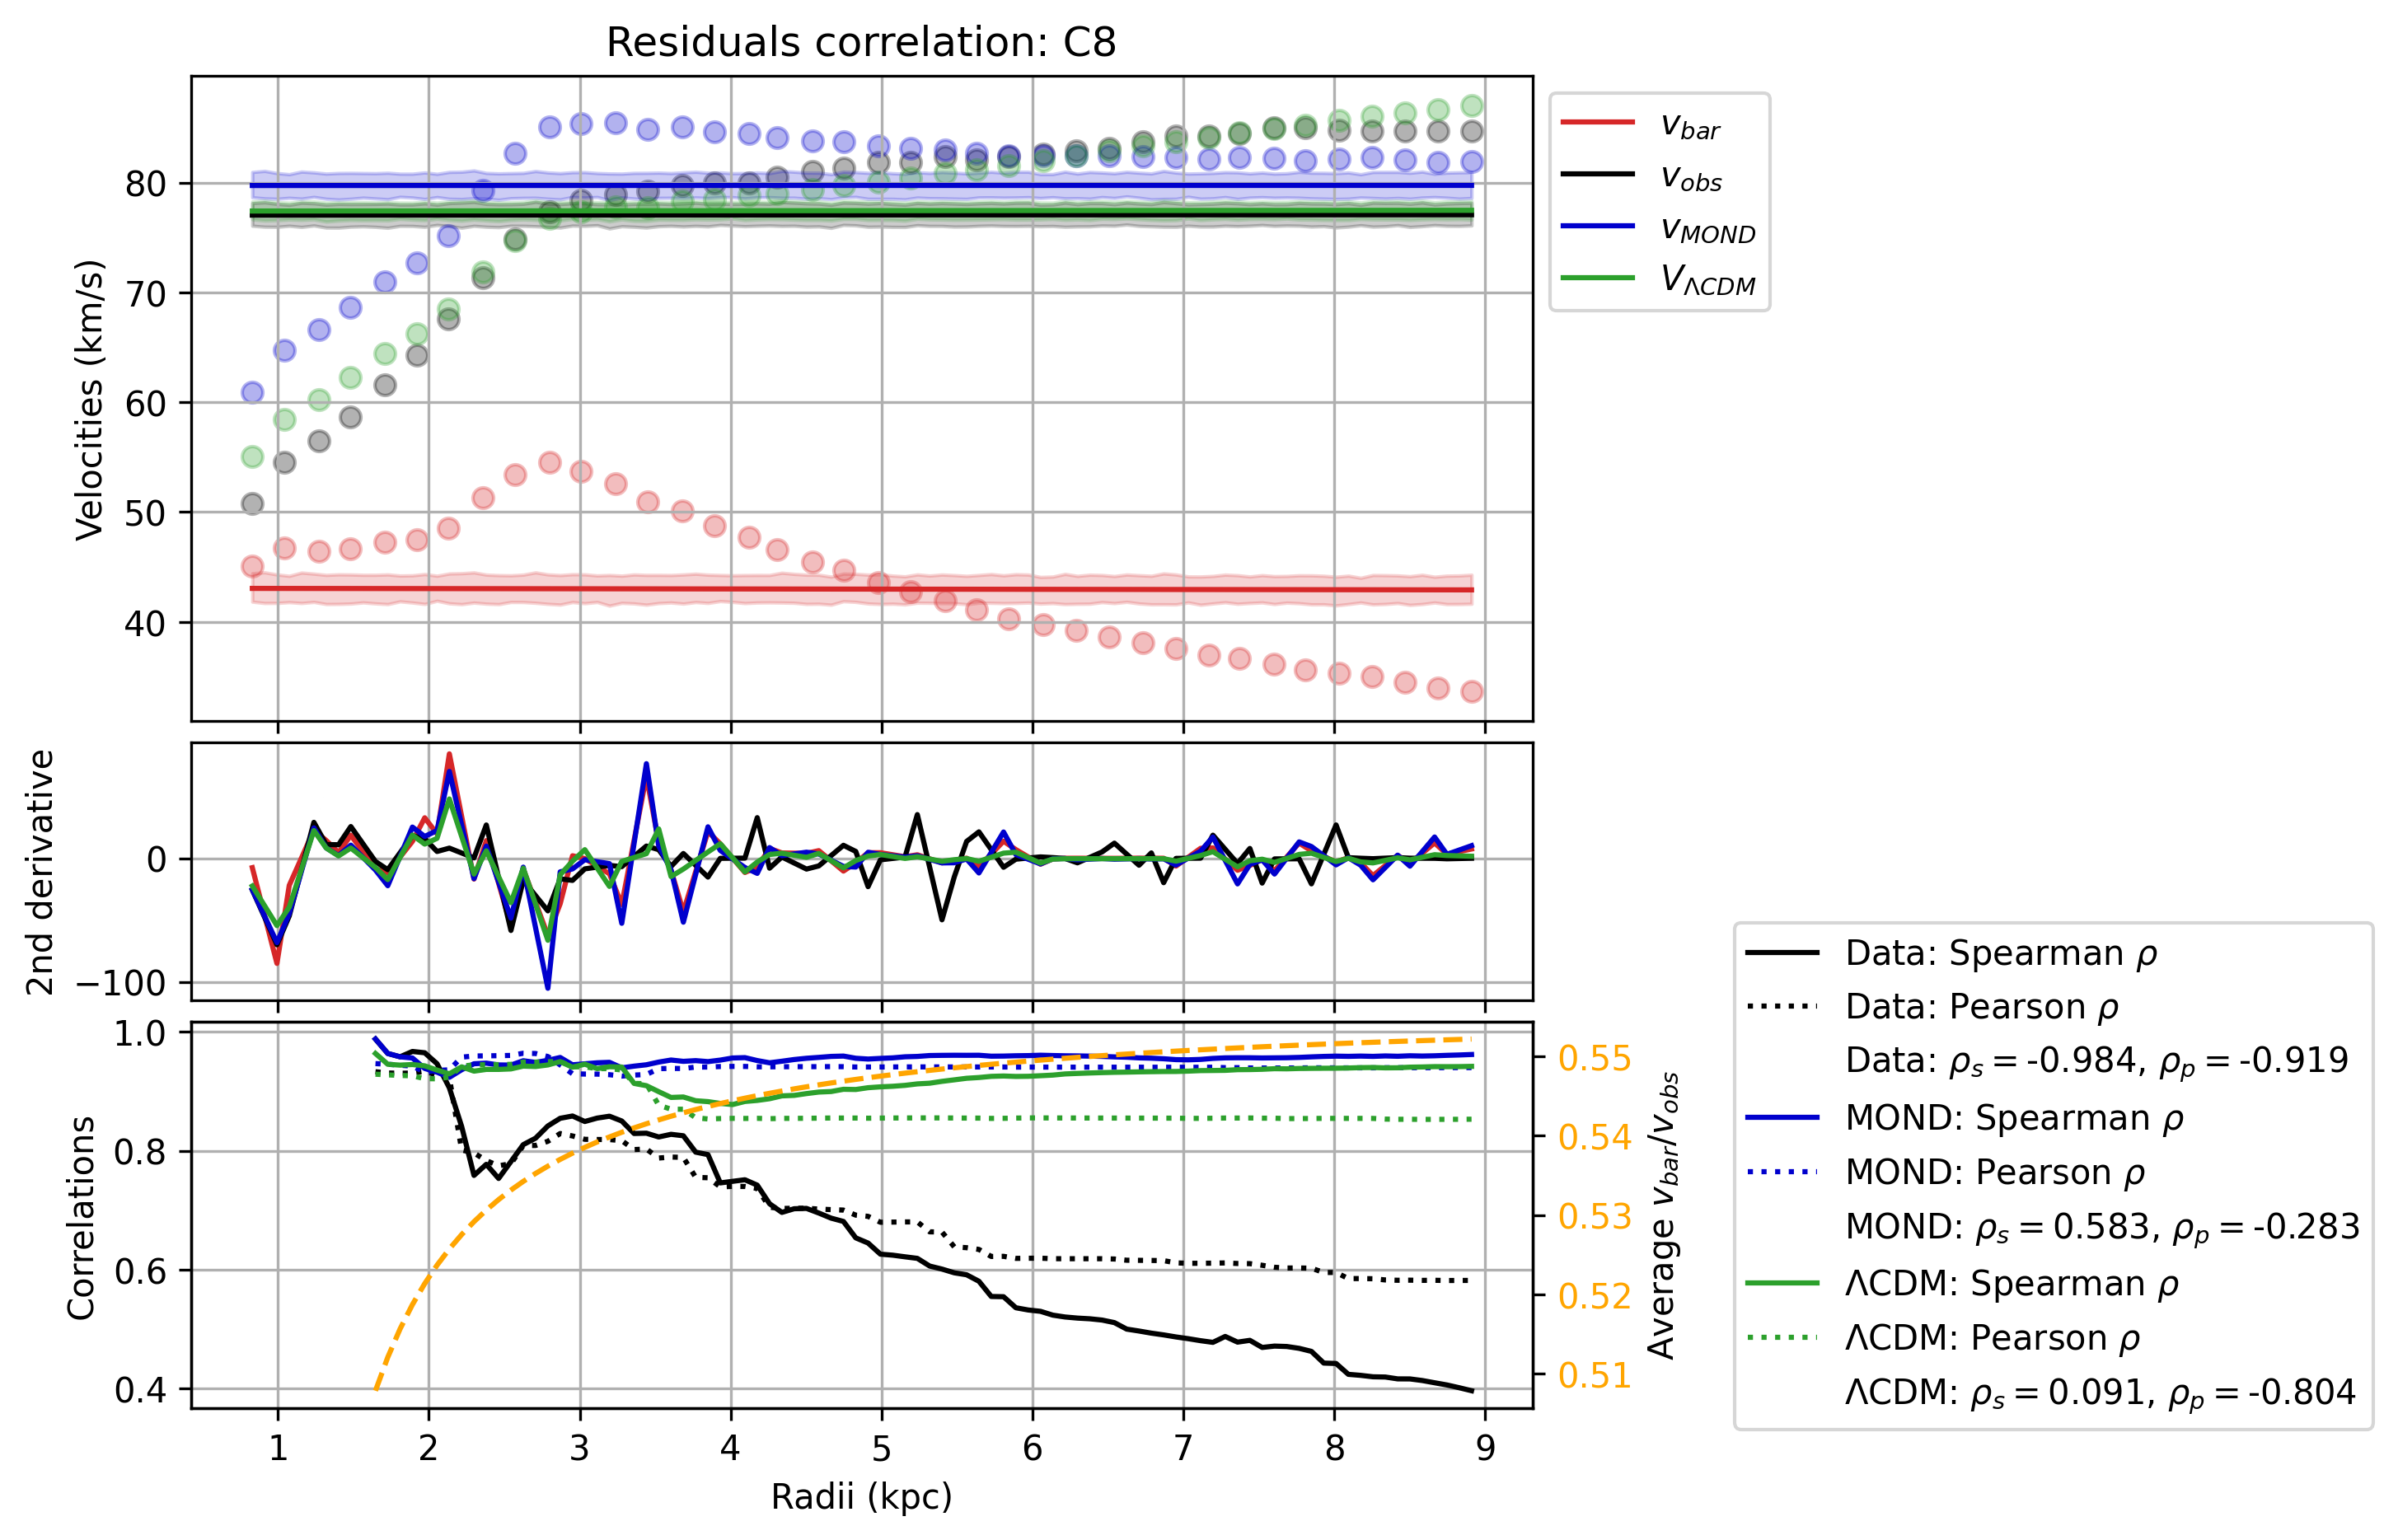 Residuals correlation: C8
Velocities (km/s)
80
70
60
50
40
v_bar
v_obs
v_MOND
V_ΛCDM
2nd derivative
0
−100
Correlations
1.0
0.8
0.6
0.4
0.55
0.54
0.53
0.52
0.51
Average v_bar/v_obs
1 2 3 4 5 6 7 8 9
Radii (kpc)
Data: Spearman ρ
Data: Pearson ρ
Data: ρ_s = -0.984, ρ_p = -0.919
MOND: Spearman ρ
MOND: Pearson ρ
MOND: ρ_s = 0.583, ρ_p = -0.283
ΛCDM: Spearman ρ
ΛCDM: Pearson ρ
ΛCDM: ρ_s = 0.091, ρ_p = -0.804